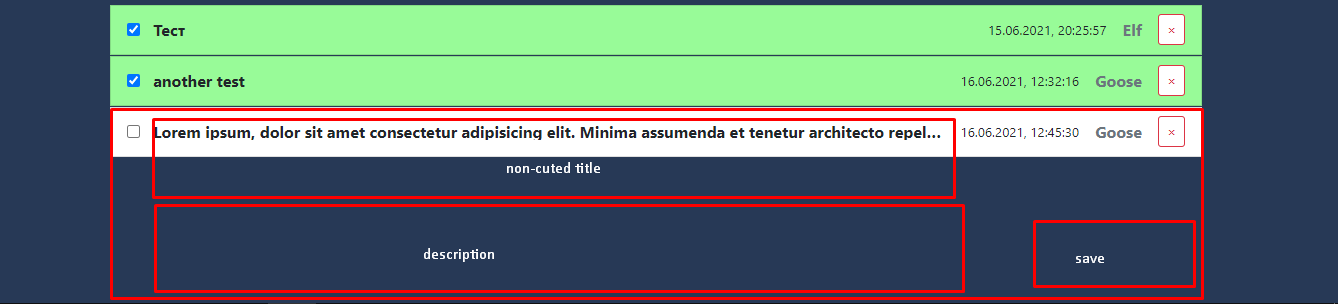 Тест 15.06.2021, 20:25:57 Elf ×
another test 16.06.2021, 12:32:16 Goose ×
Lorem ipsum, dolor sit amet consectetur adipisicing elit. Minima assumenda et tenetur architecto repel... 16.06.2021, 12:45:30 Goose ×
non-cuted title
description
save